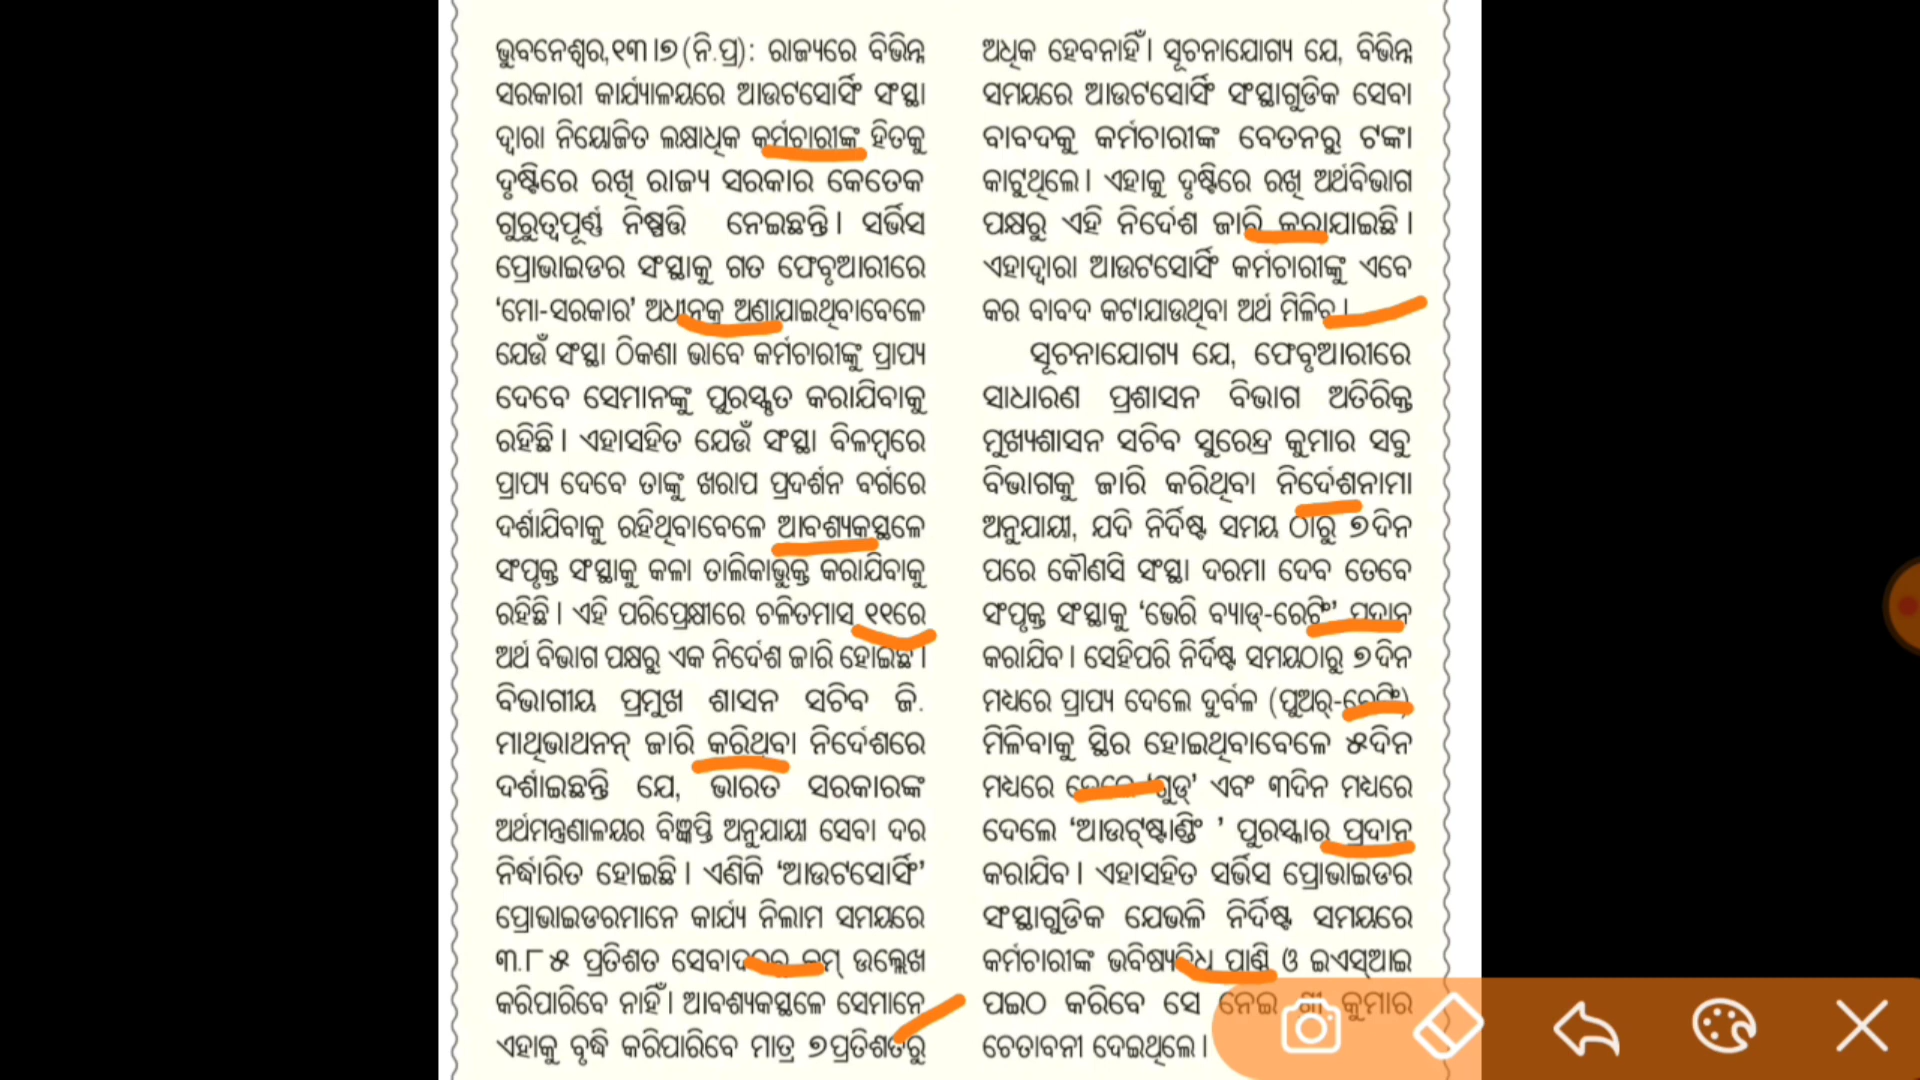 ଭୁବନେଶ୍ୱର,୧୩।୭(ନି.ପ୍ର): ରାଜ୍ୟରେ ବିଭିନ୍ନ
ସରକାରୀ କାର୍ଯ୍ୟାଳୟରେ ଆଉଟସୋର୍ସିଂ ସଂସ୍ଥା
ଦ୍ୱାରା ନିୟୋଜିତ ଲକ୍ଷାଧିକ କର୍ମଚାରୀଙ୍କ ହିତକୁ
ଦୃଷ୍ଟିରେ ରଖି ରାଜ୍ୟ ସରକାର କେତେକ
ଗୁରୁତ୍ୱପୂର୍ଣ୍ଣ ନିଷ୍ପତ୍ତି ନେଇଛନ୍ତି। ସର୍ଭିସ
ପ୍ରୋଭାଇଡର ସଂସ୍ଥାକୁ ଗତ ଫେବୃଆରୀରେ
‘ମୋ-ସରକାର’ ଅଧୀନକୁ ଅଣାଯାଇଥିବାବେଳେ
ଯେଉଁ ସଂସ୍ଥା ଠିକଣା ଭାବେ କର୍ମଚାରୀଙ୍କୁ ପ୍ରାପ୍ୟ
ଦେବେ ସେମାନଙ୍କୁ ପୁରସ୍କୃତ କରାଯିବାକୁ
ରହିଛି। ଏହାସହିତ ଯେଉଁ ସଂସ୍ଥା ବିଳମ୍ବରେ
ପ୍ରାପ୍ୟ ଦେବେ ତାଙ୍କୁ ଖରାପ ପ୍ରଦର୍ଶନ ବର୍ଗରେ
ଦର୍ଶାଯିବାକୁ ରହିଥିବାବେଳେ ଆବଶ୍ୟକସ୍ଥଳେ
ସଂପୃକ୍ତ ସଂସ୍ଥାକୁ କଳା ତାଲିକାଭୁକ୍ତ କରାଯିବାକୁ
ରହିଛି। ଏହି ପରିପ୍ରେକ୍ଷୀରେ ଚଳିତମାସ ୧୧ରେ
ଅର୍ଥ ବିଭାଗ ପକ୍ଷରୁ ଏକ ନିର୍ଦେଶ ଜାରି ହୋଇଛି।
ବିଭାଗୀୟ ପ୍ରମୁଖ ଶାସନ ସଚିବ ଜି.
ମାଥିଭାଥନନ୍ ଜାରି କରିଥିବା ନିର୍ଦେଶରେ
ଦର୍ଶାଇଛନ୍ତି ଯେ, ଭାରତ ସରକାରଙ୍କ
ଅର୍ଥମନ୍ତ୍ରଣାଳୟର ବିଜ୍ଞପ୍ତି ଅନୁଯାୟୀ ସେବା ଦର
ନିର୍ଦ୍ଧାରିତ ହୋଇଛି। ଏଣିକି ‘ଆଉଟସୋର୍ସିଂ’
ପ୍ରୋଭାଇଡରମାନେ କାର୍ଯ୍ୟ ନିଲାମ ସମୟରେ
୩.୮୫ ପ୍ରତିଶତ ସେବାଦରରୁ କମ୍ ଉଲ୍ଲେଖ
କରିପାରିବେ ନାହିଁ। ଆବଶ୍ୟକସ୍ଥଳେ ସେମାନେ
ଏହାକୁ ବୃଦ୍ଧି କରିପାରିବେ ମାତ୍ର ୭ପ୍ରତିଶତରୁ
ଅଧିକ ହେବନାହିଁ। ସୂଚନାଯୋଗ୍ୟ ଯେ, ବିଭିନ୍ନ
ସମୟରେ ଆଉଟସୋର୍ସିଂ ସଂସ୍ଥାଗୁଡିକ ସେବା
ବାବଦକୁ କର୍ମଚାରୀଙ୍କ ବେତନରୁ ଟଙ୍କା
କାଟୁଥିଲେ। ଏହାକୁ ଦୃଷ୍ଟିରେ ରଖି ଅର୍ଥବିଭାଗ
ପକ୍ଷରୁ ଏହି ନିର୍ଦେଶ ଜାରି କରାଯାଇଛି।
ଏହାଦ୍ୱାରା ଆଉଟସୋର୍ସିଂ କର୍ମଚାରୀଙ୍କୁ ଏବେ
କର ବାବଦ କଟାଯାଉଥିବା ଅର୍ଥ ମିଳିବ।
ସୂଚନାଯୋଗ୍ୟ ଯେ, ଫେବୃଆରୀରେ
ସାଧାରଣ ପ୍ରଶାସନ ବିଭାଗ ଅତିରିକ୍ତ
ମୁଖ୍ୟଶାସନ ସଚିବ ସୁରେନ୍ଦ୍ର କୁମାର ସବୁ
ବିଭାଗକୁ ଜାରି କରିଥିବା ନିର୍ଦେଶନାମା
ଅନୁଯାୟୀ, ଯଦି ନିର୍ଦିଷ୍ଟ ସମୟ ଠାରୁ ୭ଦିନ
ପରେ କୌଣସି ସଂସ୍ଥା ଦରମା ଦେବ ତେବେ
ସଂପୃକ୍ତ ସଂସ୍ଥାକୁ ‘ଭେରି ବ୍ୟାଡ୍-ରେଟିଂ’ ପ୍ରଦାନ
କରାଯିବ। ସେହିପରି ନିର୍ଦିଷ୍ଟ ସମୟଠାରୁ ୭ଦିନ
ମଧ୍ୟରେ ପ୍ରାପ୍ୟ ଦେଲେ ଦୁର୍ବଳ (ପୁଅର୍-ରେଟିଂ)
ମିଳିବାକୁ ସ୍ଥିର ହୋଇଥିବାବେଳେ ୫ଦିନ
ମଧ୍ୟରେ ଦେଲେ ‘ଗୁଡ୍’ ଏବଂ ୩ଦିନ ମଧ୍ୟରେ
ଦେଲେ ‘ଆଉଟ୍‌ଷ୍ଟାଣ୍ଡିଂ ’ ପୁରସ୍କାର ପ୍ରଦାନ
କରାଯିବ। ଏହାସହିତ ସର୍ଭିସ ପ୍ରୋଭାଇଡର
ସଂସ୍ଥାଗୁଡିକ ଯେଭଳି ନିର୍ଦିଷ୍ଟ ସମୟରେ
କର୍ମଚାରୀଙ୍କ ଭବିଷ୍ୟନିଧି ପାଣ୍ଠି ଓ ଇଏସ୍ଆଇ
ପଇଠ କରିବେ ସେ ନେଇ ଶ୍ରୀ କୁମାର
ଚେତାବନୀ ଦେଇଥିଲେ।